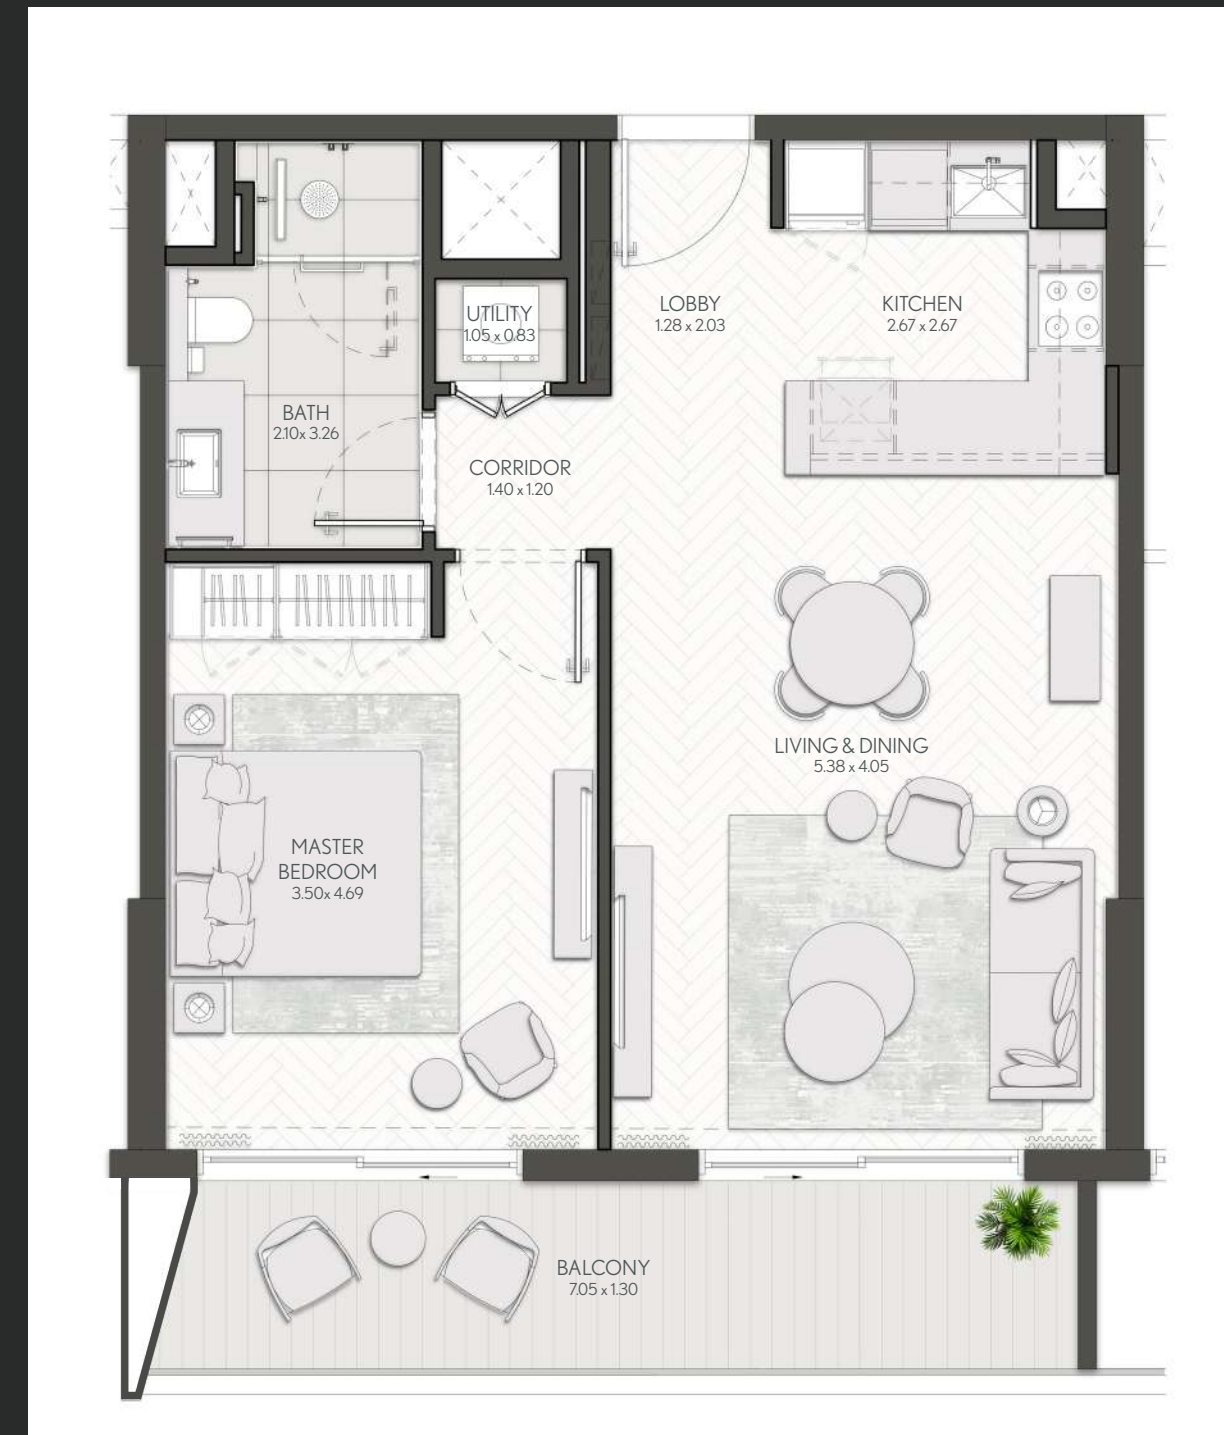 UTILITY
1.05 x 0.83
LOBBY
1.28 x 2.03
KITCHEN
2.67 x 2.67
BATH
2.10x 3.26
CORRIDOR
1.40 x 1.20
LIVING & DINING
5.38 x 4.05
MASTER
BEDROOM
3.50x 4.69
BALCONY
7.05 x 1.30